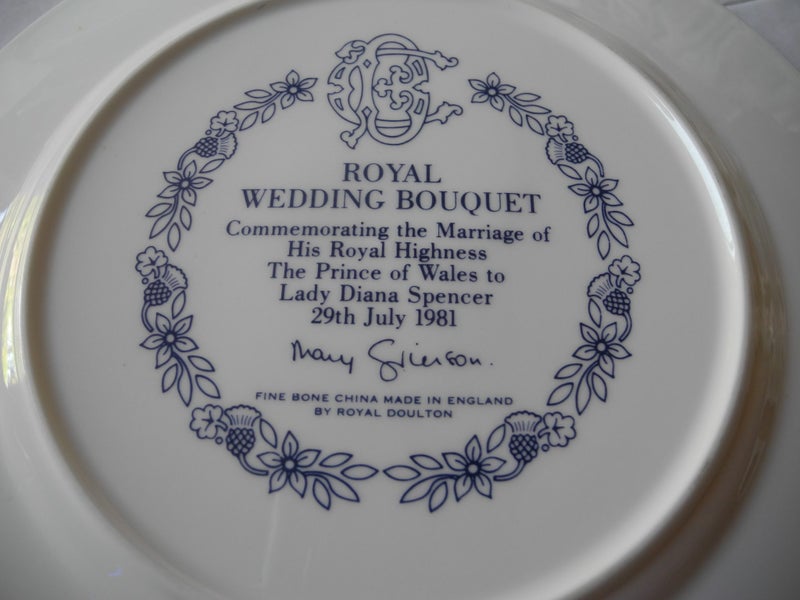 ROYAL
WEDDING BOUQUET
Commemorating the Marriage of
His Royal Highness
The Prince of Wales to
Lady Diana Spencer
29th July 1981
Mary Grierson.
FINE BONE CHINA MADE IN ENGLAND
BY ROYAL DOULTON